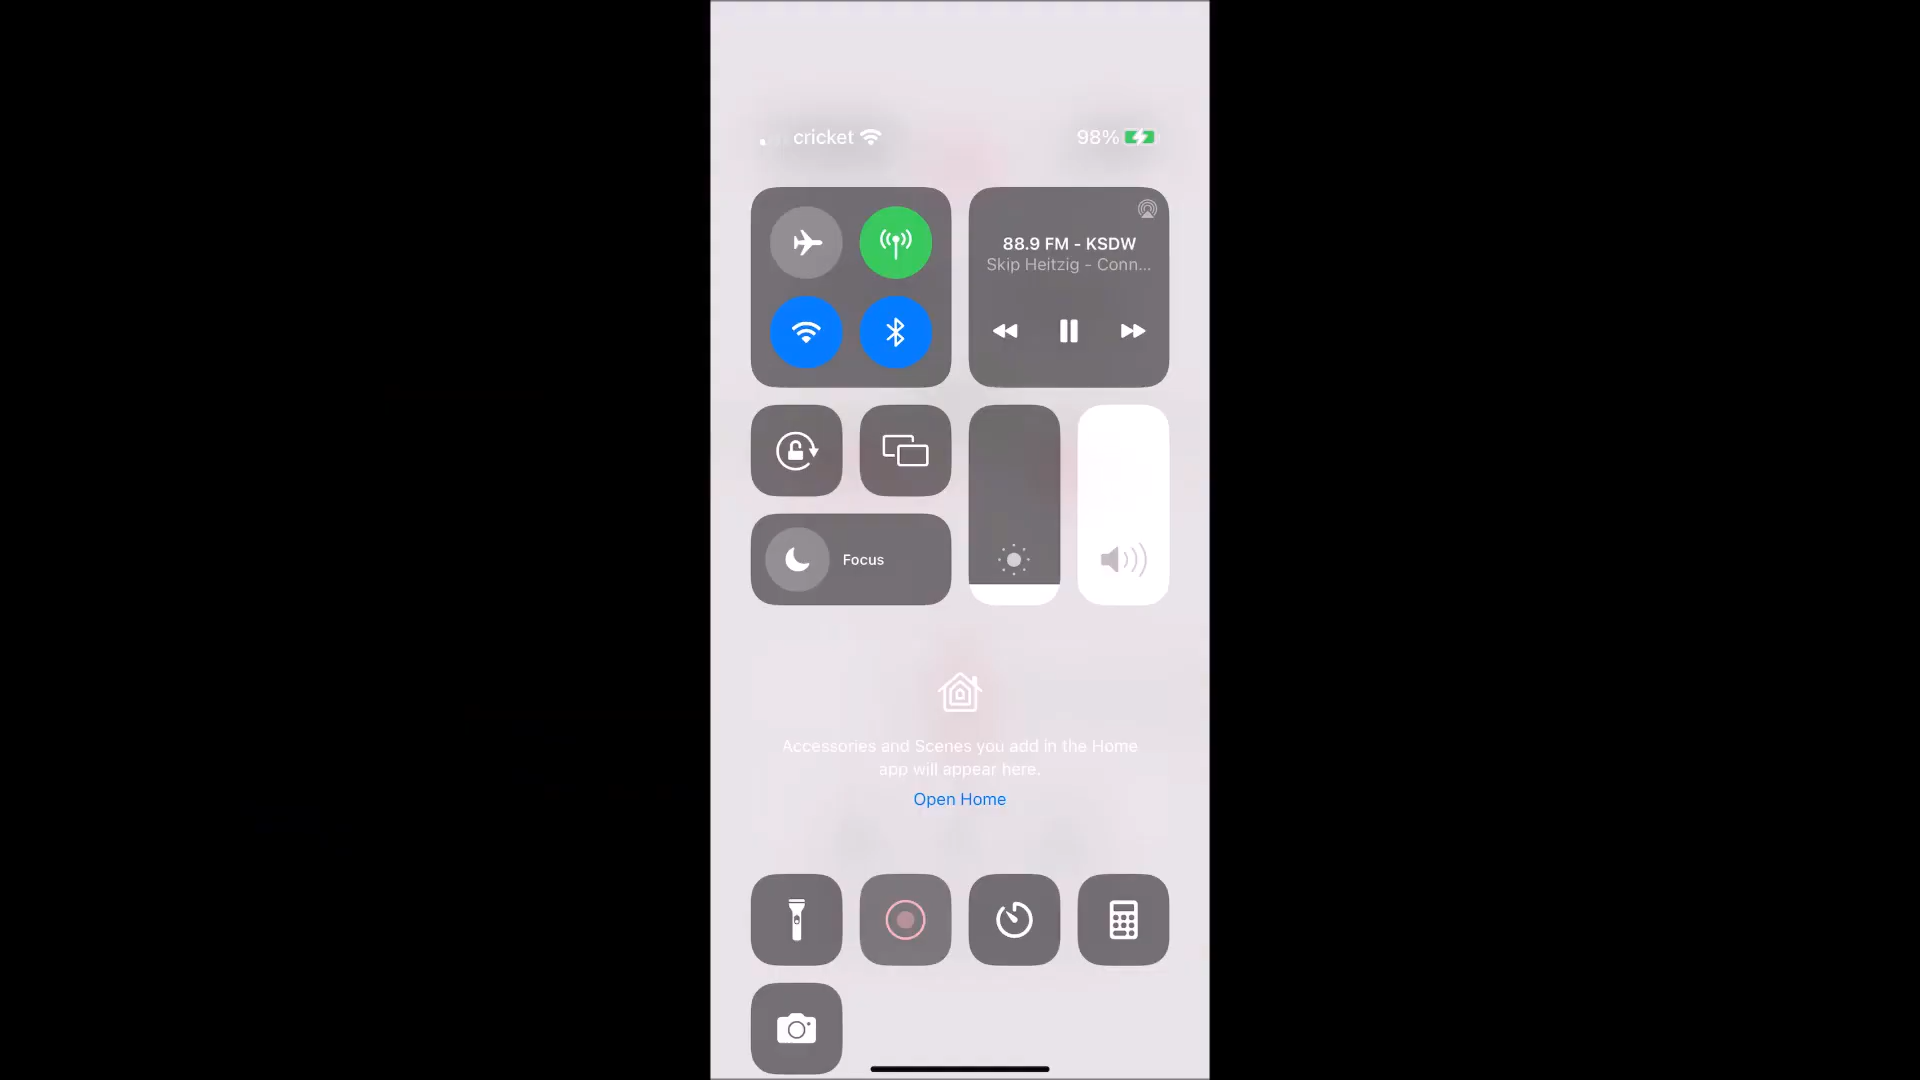 cricket
98%
88.9 FM - KSDW
Skip Heitzig - Conn...
Focus
Accessories and Scenes you add in the Home
app will appear here.
Open Home